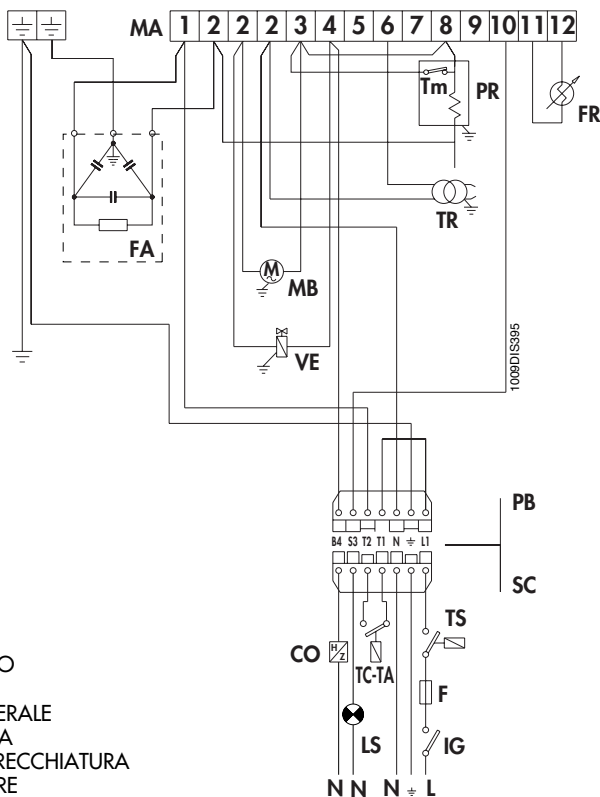 MA 1 2 2 2 3 4 5 6 7 8 9 10 11 12
Tm
PR
FR
TR
FA
M
MB
VE
1009DIS395
PB
B4 S3 T2 T1 N L1
SC
TS
CO
H
Z
TC-TA
F
LS
IG
N N N L
O
ERALE
A
RECCHIATURA
RE